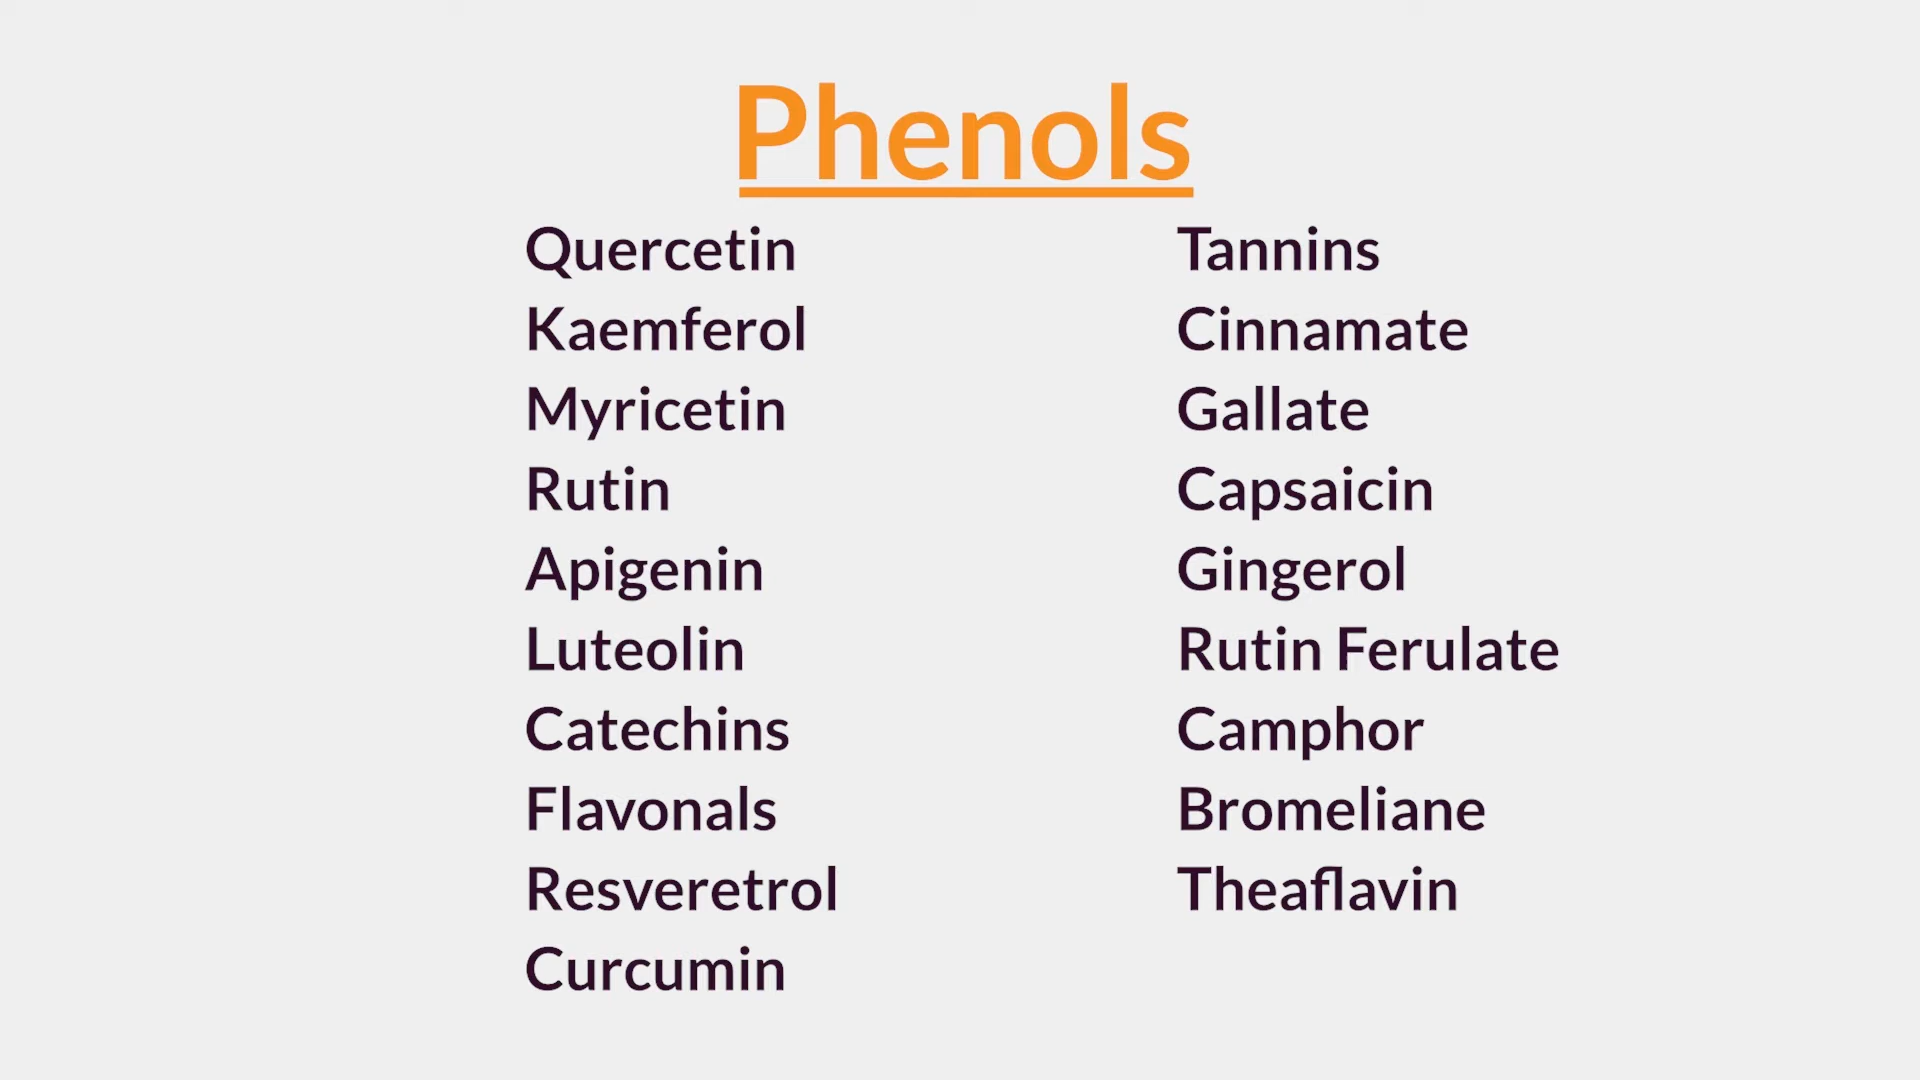 Phenols
Quercetin
Kaemferol
Myricetin
Rutin
Apigenin
Luteolin
Catechins
Flavonals
Resveretrol
Curcumin
Tannins
Cinnamate
Gallate
Capsaicin
Gingerol
Rutin Ferulate
Camphor
Bromeliane
Theaflavin